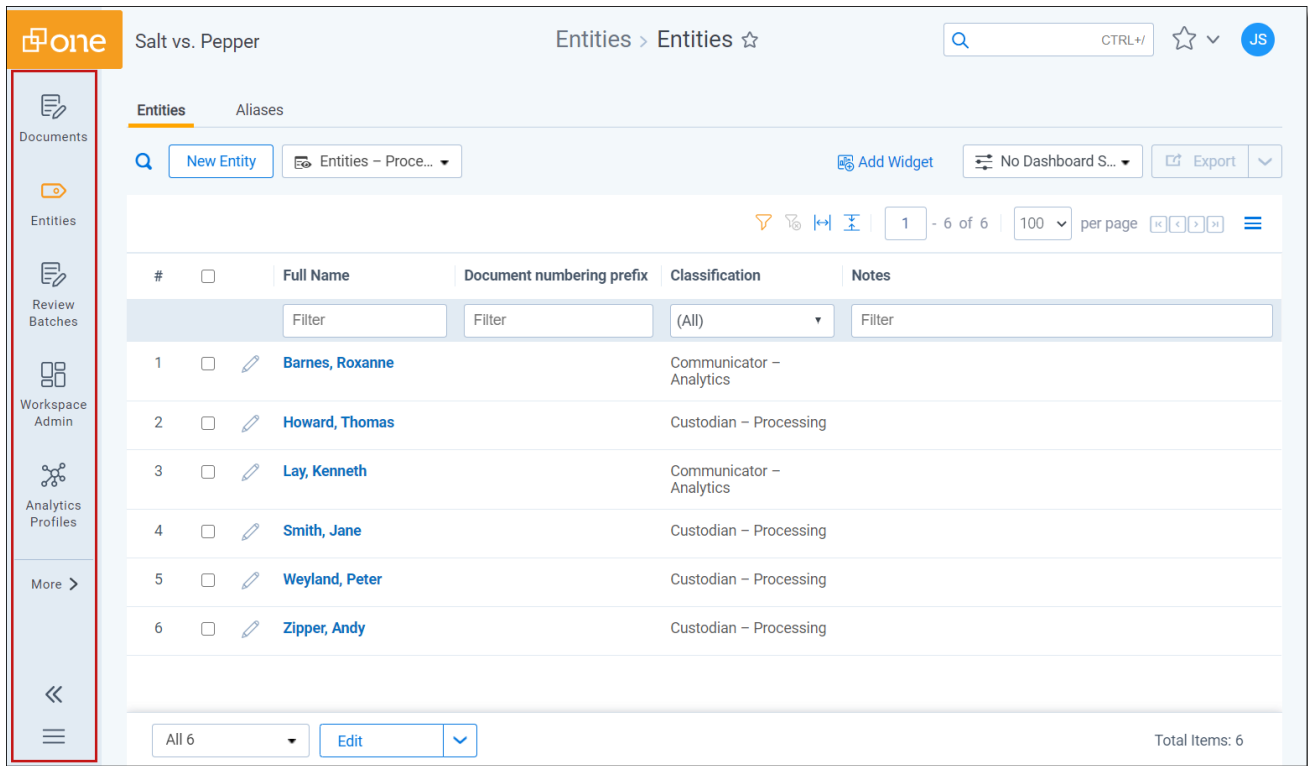 one
Salt vs. Pepper
Entities > Entities
CTRL+/
JS
Documents
Entities
Review
Batches
Workspace
Admin
Analytics
Profiles
More >
Entities Aliases
New Entity Entities – Proce... Add Widget No Dashboard S... Export
1 - 6 of 6 100 per page
# Full Name Document numbering prefix Classification Notes
Filter Filter (All) Filter
1 Barnes, Roxanne Communicator –
Analytics
2 Howard, Thomas Custodian – Processing
3 Lay, Kenneth Communicator –
Analytics
4 Smith, Jane Custodian – Processing
5 Weyland, Peter Custodian – Processing
6 Zipper, Andy Custodian – Processing
All 6 Edit Total Items: 6